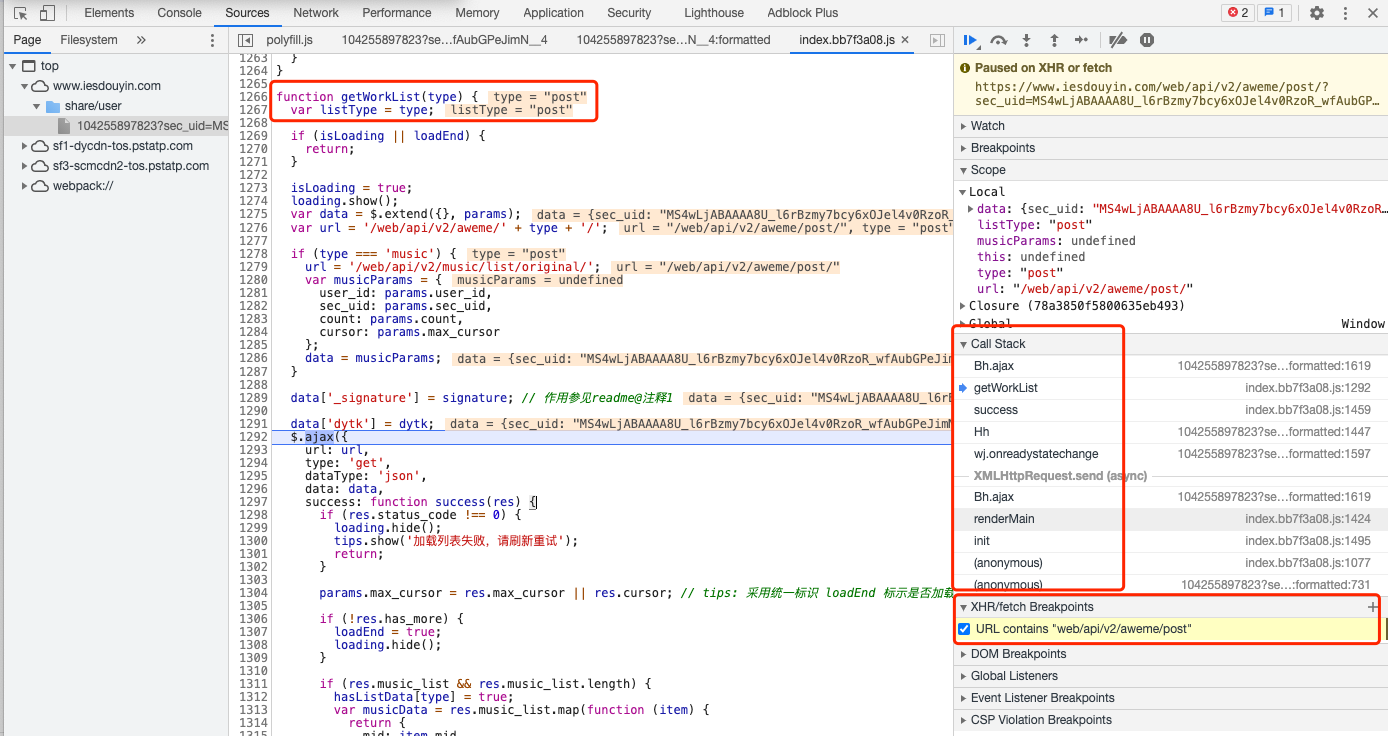 Elements Console Sources Network Performance Memory Application Security Lighthouse Adblock Plus 2 1
Page Filesystem »
top
www.iesdouyin.com
share/user
104255897823?sec_uid=MS
sf1-dycdn-tos.pstatp.com
sf3-scmcdn2-tos.pstatp.com
webpack://
polyfill.js 104255897823?se…fAubGPeJimN__4 104255897823?se…N__4:formatted index.bb7f3a08.js ×
1263 }
1264 }
1265
1266 function getWorkList(type) { type = "post"
1267 var listType = type; listType = "post"
1268
1269 if (isLoading || loadEnd) {
1270 return;
1271 }
1272
1273 isLoading = true;
1274 loading.show();
1275 var data = $.extend({}, params); data = {sec_uid: "MS4wLjABAAAA8U_l6rBzmy7bcy6xOJel4v0RzoR_
1276 var url = '/web/api/v2/aweme/' + type + '/'; url = "/web/api/v2/aweme/post/", type = "post"
1277
1278 if (type === 'music') { type = "post"
1279 url = '/web/api/v2/music/list/original/'; url = "/web/api/v2/aweme/post/"
1280 var musicParams = { musicParams = undefined
1281 user_id: params.user_id,
1282 sec_uid: params.sec_uid,
1283 count: params.count,
1284 cursor: params.max_cursor
1285 };
1286 data = musicParams; data = {sec_uid: "MS4wLjABAAAA8U_l6rBzmy7bcy6xOJel4v0RzoR_wfAubGPeJim
1287 }
1288
1289 data['_signature'] = signature; // 作用参见readme@注释1 data = {sec_uid: "MS4wLjABAAAA8U_l6rB
1290
1291 data['dytk'] = dytk; data = {sec_uid: "MS4wLjABAAAA8U_l6rBzmy7bcy6xOJel4v0RzoR_wfAubGPeJimN
1292 $.ajax({
1293 url: url,
1294 type: 'get',
1295 dataType: 'json',
1296 data: data,
1297 success: function success(res) {
1298 if (res.status_code !== 0) {
1299 loading.hide();
1300 tips.show('加载列表失败，请刷新重试');
1301 return;
1302 }
1303
1304 params.max_cursor = res.max_cursor || res.cursor; // tips: 采用统一标识 loadEnd 标示是否加载
1305
1306 if (!res.has_more) {
1307 loadEnd = true;
1308 loading.hide();
1309 }
1310
1311 if (res.music_list && res.music_list.length) {
1312 hasListData[type] = true;
1313 var musicData = res.music_list.map(function (item) {
1314 return {
1315 mid: item.mid
Paused on XHR or fetch
https://www.iesdouyin.com/web/api/v2/aweme/post/?
sec_uid=MS4wLjABAAAA8U_l6rBzmy7bcy6xOJel4v0RzoR_wfAubGP…
Watch
Breakpoints
Scope
Local
data: {sec_uid: "MS4wLjABAAAA8U_l6rBzmy7bcy6xOJel4v0RzoR…
listType: "post"
musicParams: undefined
this: undefined
type: "post"
url: "/web/api/v2/aweme/post/"
Closure (78a3850f5800635eb493)
Global Window
Call Stack
Bh.ajax 104255897823?se…formatted:1619
getWorkList index.bb7f3a08.js:1292
success index.bb7f3a08.js:1459
Hh 104255897823?se…formatted:1447
wj.onreadystatechange 104255897823?se…formatted:1597
XMLHttpRequest.send (async)
Bh.ajax 104255897823?se…formatted:1619
renderMain index.bb7f3a08.js:1424
init index.bb7f3a08.js:1495
(anonymous) index.bb7f3a08.js:1077
(anonymous) 104255897823?se…:formatted:731
XHR/fetch Breakpoints +
URL contains "web/api/v2/aweme/post"
DOM Breakpoints
Global Listeners
Event Listener Breakpoints
CSP Violation Breakpoints